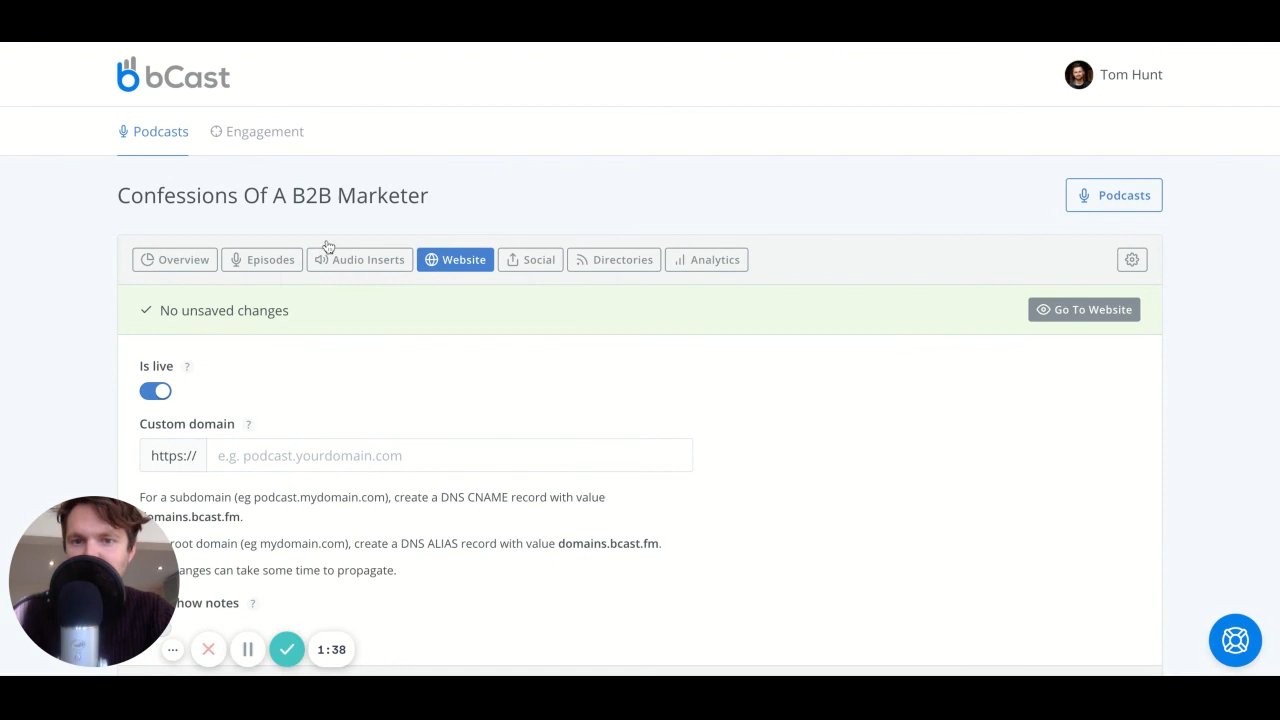 bCast
Tom Hunt
Podcasts
Engagement
Confessions Of A B2B Marketer
Podcasts
Overview
Episodes
Audio Inserts
Website
Social
Directories
Analytics
No unsaved changes
Go To Website
Is live ?
Custom domain ?
https://
e.g. podcast.yourdomain.com
For a subdomain (eg podcast.mydomain.com), create a DNS CNAME record with value
domains.bcast.fm.
root domain (eg mydomain.com), create a DNS ALIAS record with value domains.bcast.fm.
can take some time to propagate.
notes ?
1:38